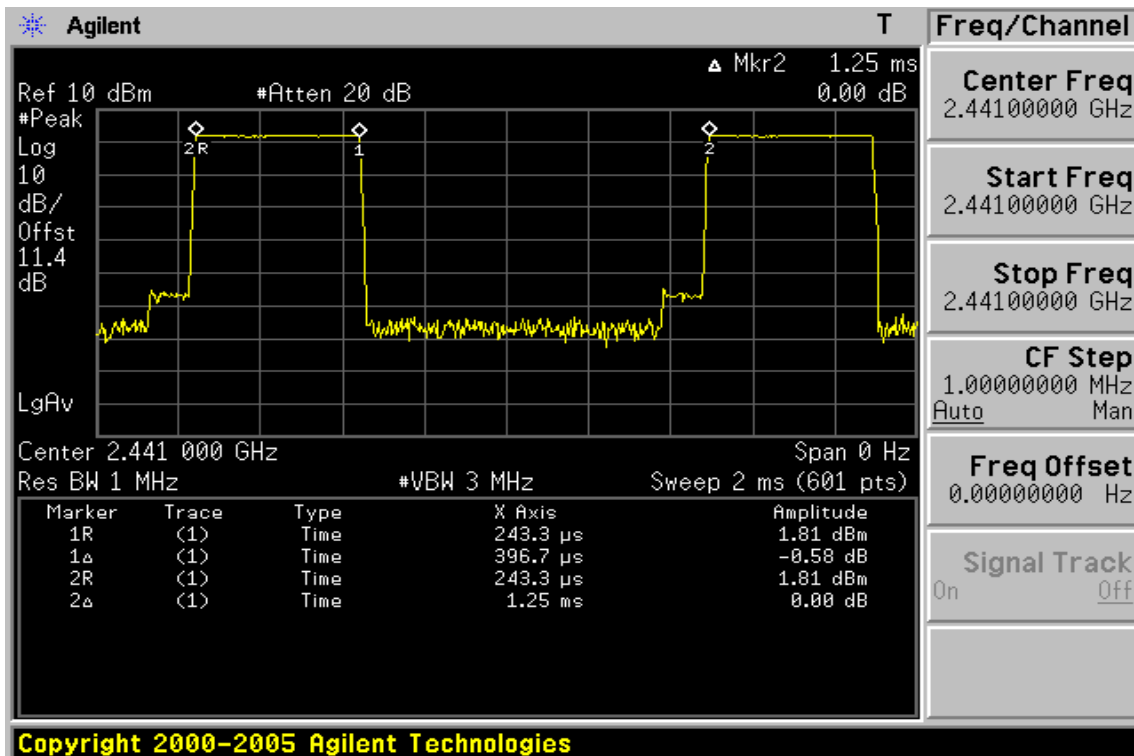 Agilent T
Δ Mkr2 1.25 ms
Ref 10 dBm #Atten 20 dB 0.00 dB
#Peak
Log
10
dB/
Offst
11.4
dB
LgAv
2R
1
2
Center 2.441 000 GHz Span 0 Hz
Res BW 1 MHz #VBW 3 MHz Sweep 2 ms (601 pts)
Marker Trace Type X Axis Amplitude
1R (1) Time 243.3 µs 1.81 dBm
1Δ (1) Time 396.7 µs -0.58 dB
2R (1) Time 243.3 µs 1.81 dBm
2Δ (1) Time 1.25 ms 0.00 dB
Freq/Channel
Center Freq
2.44100000 GHz
Start Freq
2.44100000 GHz
Stop Freq
2.44100000 GHz
CF Step
1.00000000 MHz
Auto Man
Freq Offset
0.00000000 Hz
Signal Track
On Off
Copyright 2000-2005 Agilent Technologies